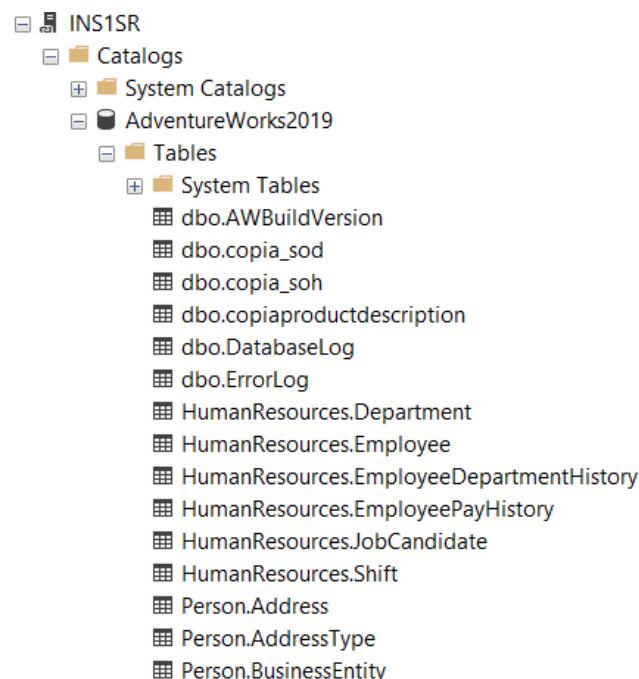 INS1SR
Catalogs
System Catalogs
AdventureWorks2019
Tables
System Tables
dbo.AWBuildVersion
dbo.copia_sod
dbo.copia_soh
dbo.copiaproductdescription
dbo.DatabaseLog
dbo.ErrorLog
HumanResources.Department
HumanResources.Employee
HumanResources.EmployeeDepartmentHistory
HumanResources.EmployeePayHistory
HumanResources.JobCandidate
HumanResources.Shift
Person.Address
Person.AddressType
Person.BusinessEntity